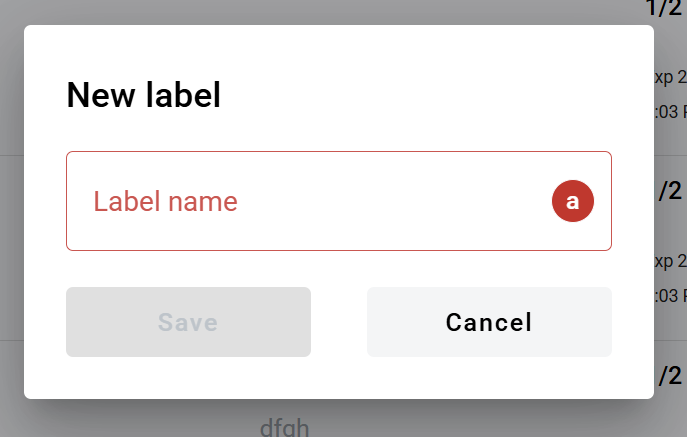 1/2
New label
xp 2
:03
Label name
a
/2
xp 2
:03
Save
Cancel
/2
dfgh